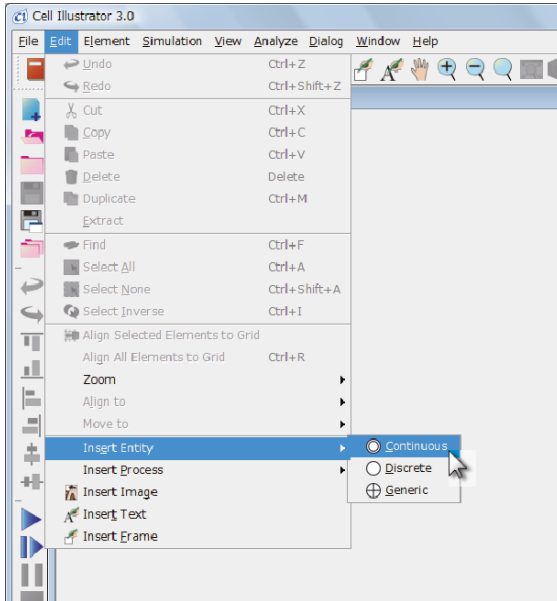 Cell Illustrator 3.0
File Edit Element Simulation View Analyze Dialog Window Help
Undo Ctrl+Z
Redo Ctrl+Shift+Z
Cut Ctrl+X
Copy Ctrl+C
Paste Ctrl+V
Delete Delete
Duplicate Ctrl+M
Extract
Find Ctrl+F
Select All Ctrl+A
Select None Ctrl+Shift+A
Select Inverse Ctrl+I
Align Selected Elements to Grid
Align All Elements to Grid Ctrl+R
Zoom
Align to
Move to
Insert Entity
Continuous
Insert Process
Discrete
Insert Image
Generic
Insert Text
Insert Frame